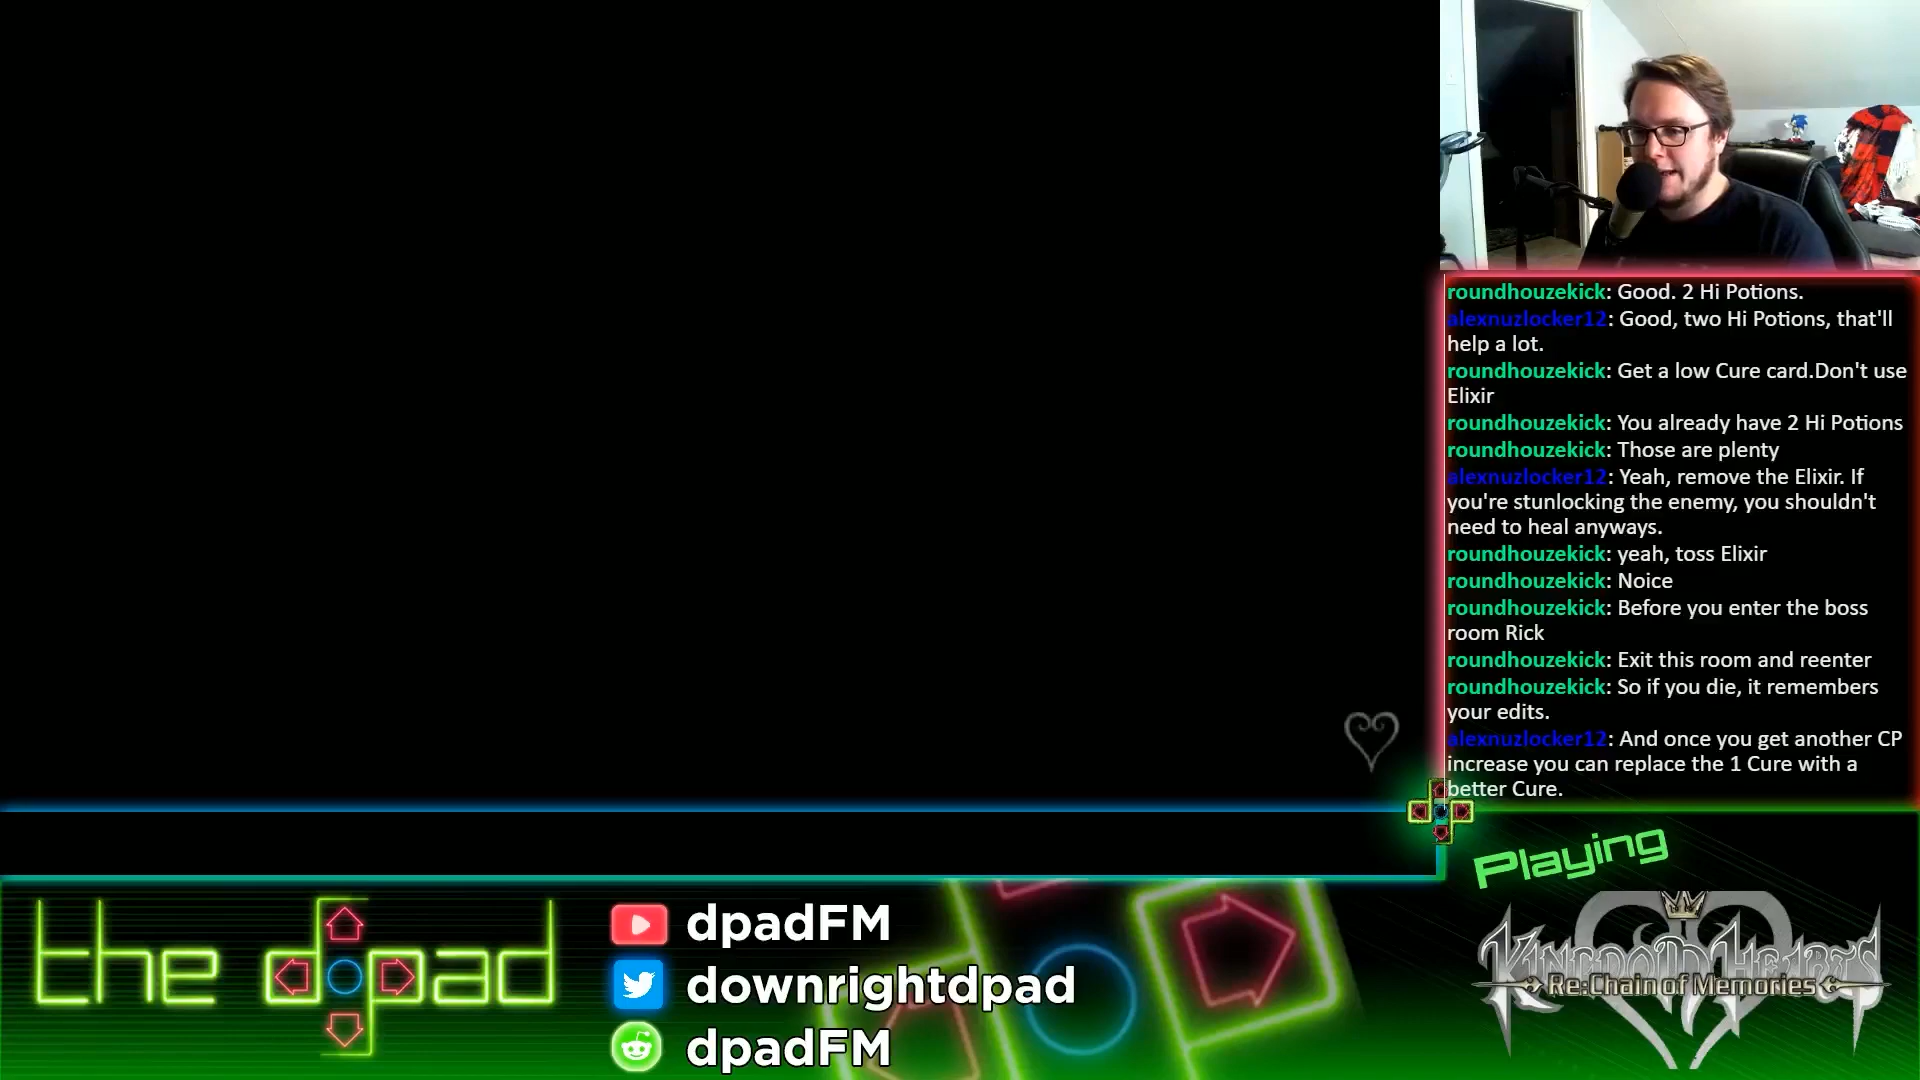 roundhouzekick: Good. 2 Hi Potions.
alexnuzlocker12: Good, two Hi Potions, that'll
help a lot.
roundhouzekick: Get a low Cure card.Don't use
Elixir
roundhouzekick: You already have 2 Hi Potions
roundhouzekick: Those are plenty
alexnuzlocker12: Yeah, remove the Elixir. If
you're stunlocking the enemy, you shouldn't
need to heal anyways.
roundhouzekick: yeah, toss Elixir
roundhouzekick: Noice
roundhouzekick: Before you enter the boss
room Rick
roundhouzekick: Exit this room and reenter
roundhouzekick: So if you die, it remembers
your edits.
alexnuzlocker12: And once you get another CP
increase you can replace the 1 Cure with a
better Cure.
Playing
KINGDOM HEARTS
Re:Chain of Memories
the dpad
dpadFM
downrightdpad
dpadFM